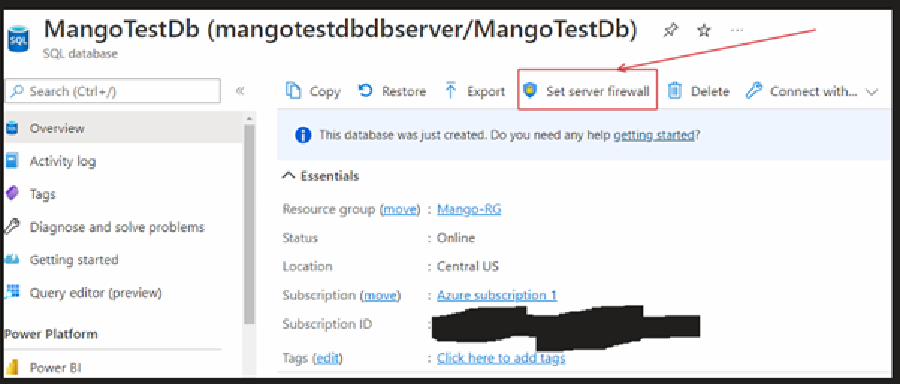 MangoTestDb (mangotestdbdbserver/MangoTestDb)
SQL
SQL database
Search (Ctrl+/)
«
Copy
Restore
Export
Set server firewall
Delete
Connect with...
Overview
Activity log
Tags
Diagnose and solve problems
Getting started
Query editor (preview)
Power Platform
Power BI
This database was just created. Do you need any help getting started?
Essentials
Resource group (move) : Mango-RG
Status : Online
Location : Central US
Subscription (move) : Azure subscription 1
Subscription ID :
Tags (edit) : Click here to add tags